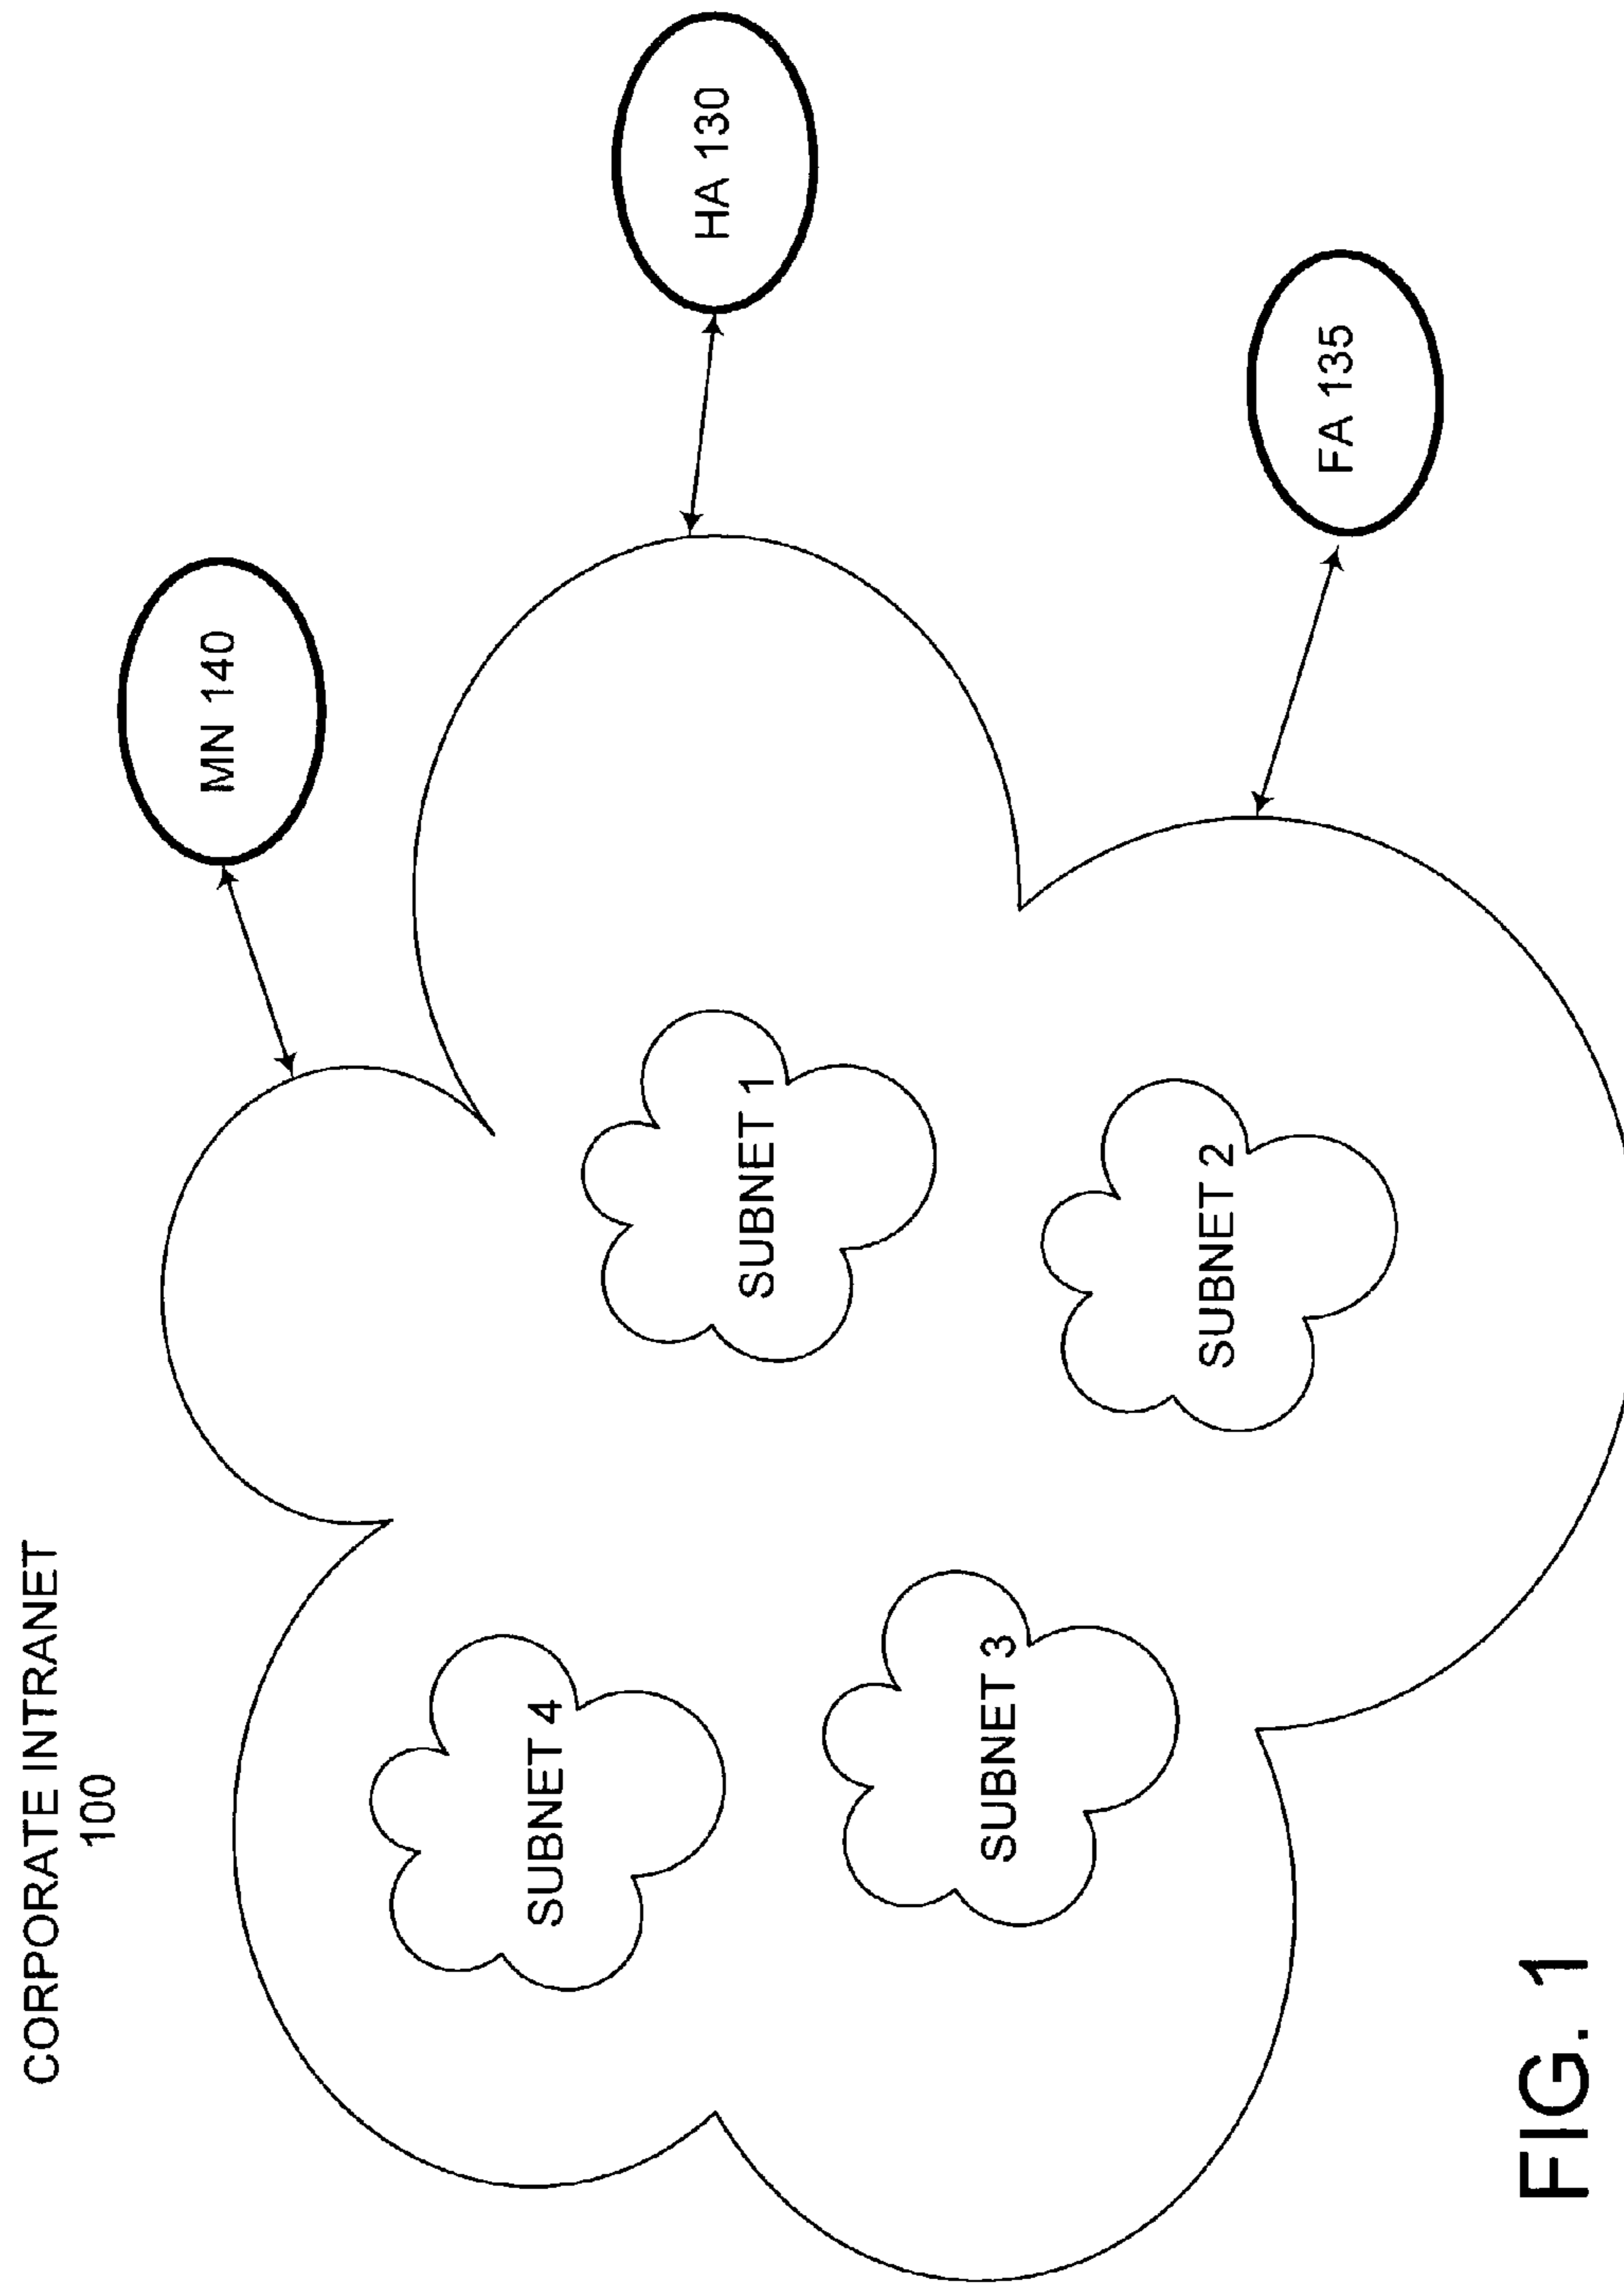 CORPORATE INTRANET
100
MN 140
SUBNET 4
HA 130
SUBNET 1
SUBNET 3
SUBNET 2
FA 135
FIG. 1